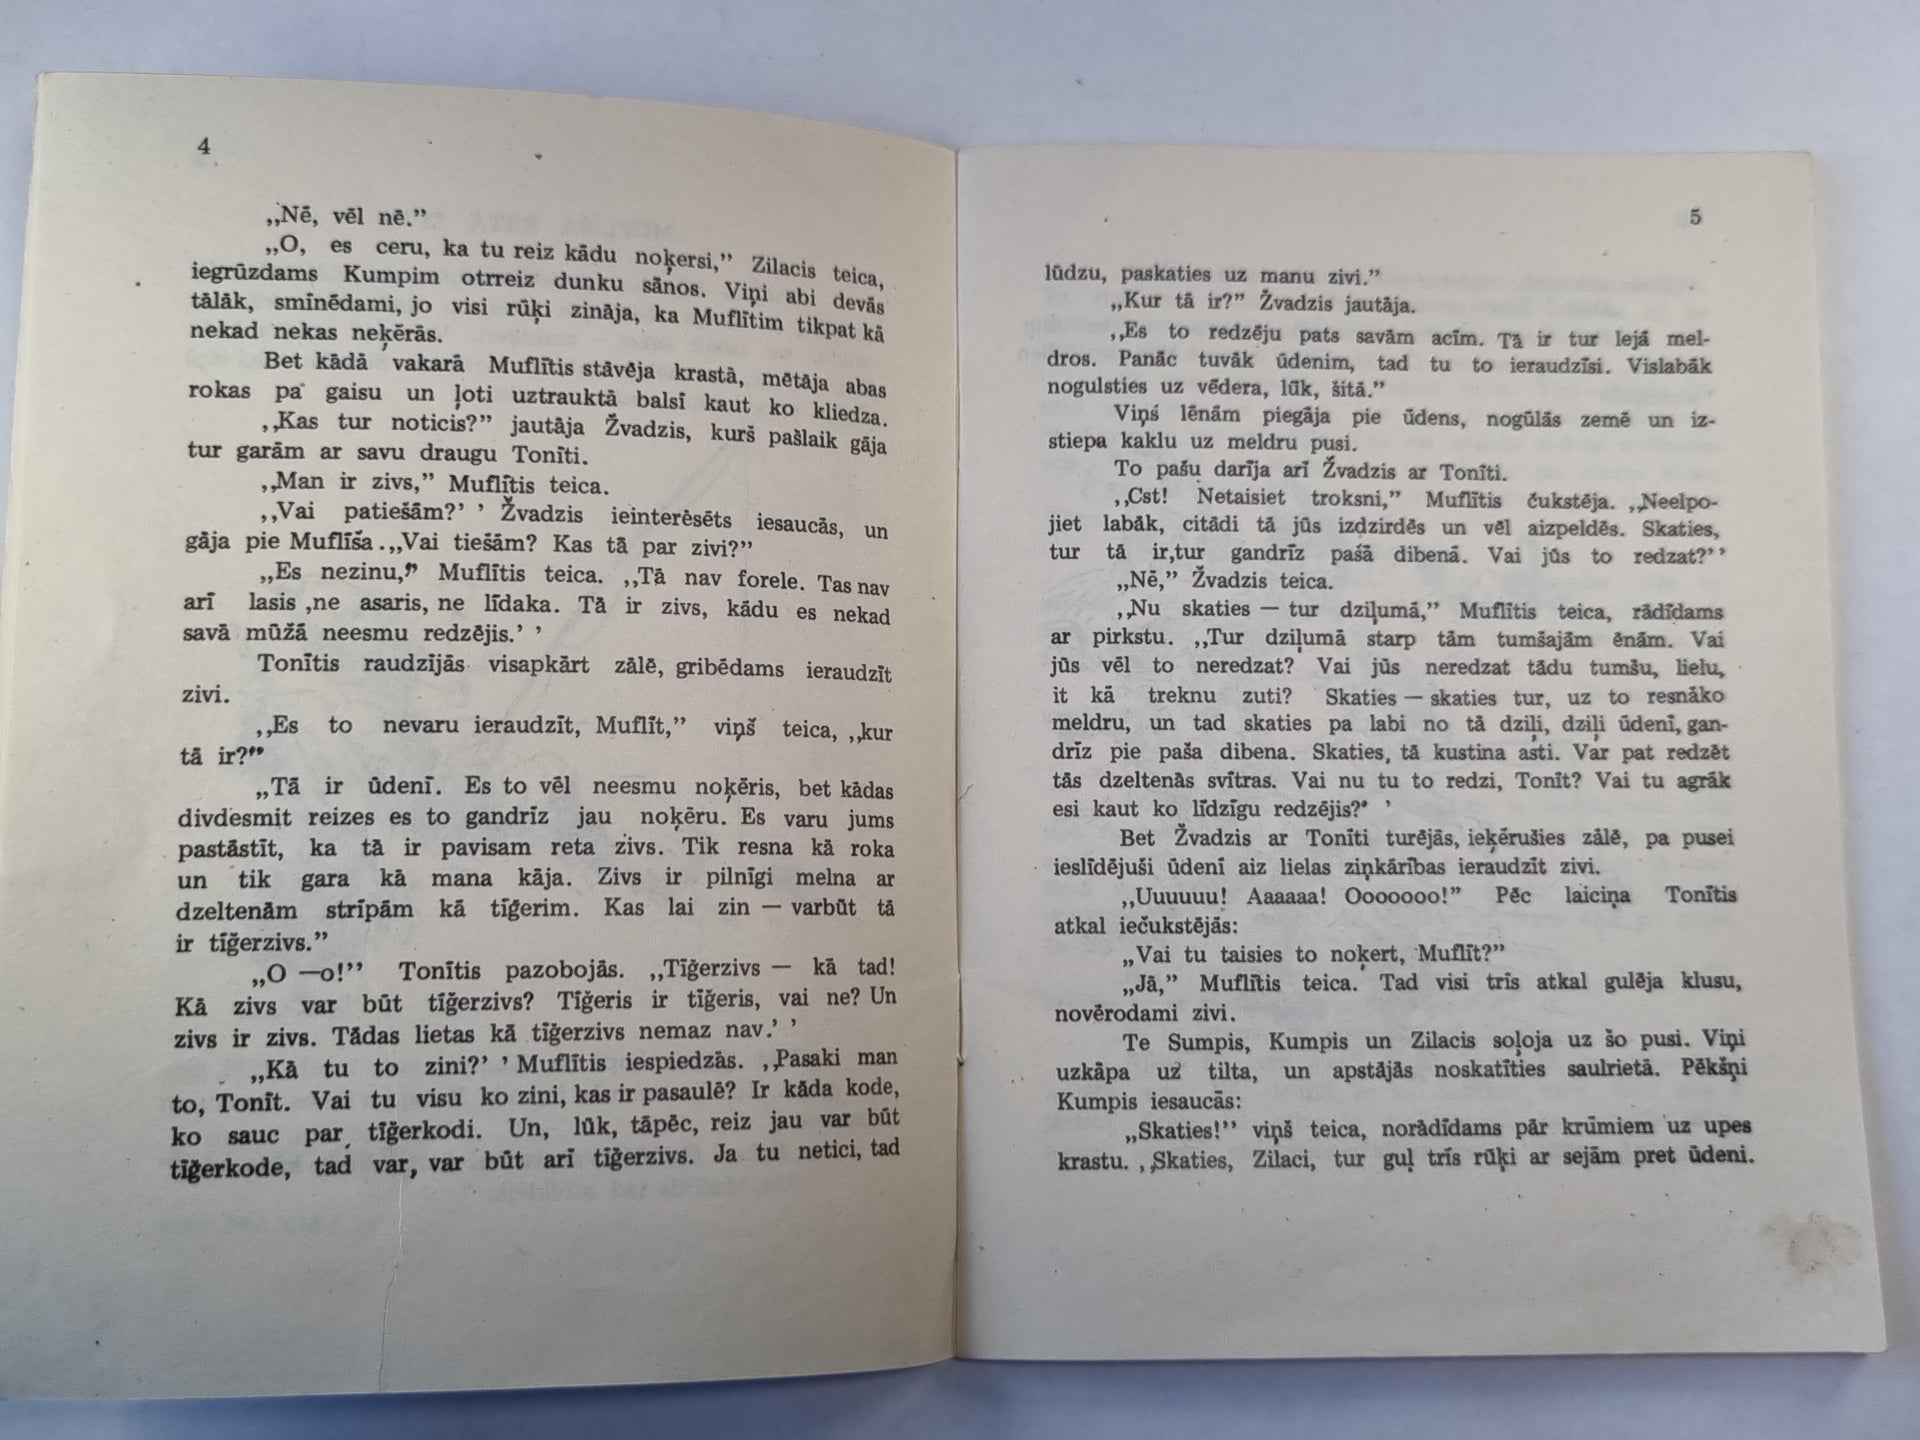 4
,,Nē, vēl nē.”
,,O, es ceru, ka tu reiz kādu noķersi,” Zilacis teica,
iegrūzdams Kumpim otrreiz dunku sānos. Viņi abi devās
tālāk, smīnēdami, jo visi rūķi zināja, ka Muflītim tikpat kā
nekad nekas neķērās.
Bet kādā vakarā Muflītis stāvēja krastā, mētāja abas
rokas pa gaisu un ļoti uztrauktā balsī kaut ko kliedza.
,,Kas tur noticis?” jautāja Žvadzis, kurš pašlaik gāja
tur garām ar savu draugu Tonīti.
,,Man ir zivs,” Muflītis teica.
,,Vai patiešām?’ ’ Žvadzis ieinterēsēts iesaucās, un
gāja pie Muflīša.,,Vai tiešām? Kas tā par zivi?”
,,Es nezinu,” Muflītis teica. ,,Tā nav forele. Tas nav
arī lasis ,ne asaris, ne līdaka. Tā ir zivs, kādu es nekad
savā mūžā neesmu redzējis.’ ’
Tonītis raudzījās visapkārt zālē, gribēdams ieraudzīt
zivi.
,,Es to nevaru ieraudzīt, Muflīt,” viņš teica, ,,kur
tā ir?”
,,Tā ir ūdenī. Es to vēl neesmu noķēris, bet kādas
divdesmit reizes es to gandrīz jau noķēru. Es varu jums
pastāstīt, ka tā ir pavisam reta zivs. Tik resna kā roka
un tik gara kā mana kāja. Zivs ir pilnīgi melna ar
dzeltenām strīpām kā tīģerim. Kas lai zin — varbūt tā
ir tīģerzivs.”
,,O —o!’’ Tonītis pazobojās. ,,Tīģerzivs — kā tad!
Kā zivs var būt tīģerzivs? Tīģeris ir tīģeris, vai ne? Un
zivs ir zivs. Tādas lietas kā tīģerzivs nemaz nav.’ ’
,,Kā tu to zini?’ ’ Muflītis iespiedzās. ,,Pasaki man
to, Tonīt. Vai tu visu ko zini, kas ir pasaulē? Ir kāda kode,
ko sauc par tīģerkodi. Un, lūk, tāpēc, reiz jau var būt
tīģerkode, tad var, var būt arī tīģerzivs. Ja tu netici, tad
5
lūdzu, paskaties uz manu zivi.”
,,Kur tā ir?” Žvadzis jautāja.
,,Es to redzēju pats savām acīm. Tā ir tur lejā mel-
dros. Panāc tuvāk ūdenim, tad tu to ieraudzīsi. Vislabāk
nogulsties uz vēdera, lūk, šitā.”
Viņš lēnām piegāja pie ūdens, nogūlās zemē un iz-
stiepa kaklu uz meldru pusi.
To pašu darīja arī Žvadzis ar Tonīti.
,,Cst! Netaisiet troksni,” Muflītis čukstēja. ,,Neelpo-
jiet labāk, citādi tā jūs izdzirdēs un vēl aizpeldēs. Skaties,
tur tā ir,tur gandrīz pašā dibenā. Vai jūs to redzat?’’
,,Nē,” Žvadzis teica.
,,Nu skaties — tur dziļumā,” Muflītis teica, rādīdams
ar pirkstu. ,,Tur dziļumā starp tām tumšajām ēnām. Vai
jūs vēl to neredzat? Vai jūs neredzat tādu tumšu, lielu,
it kā treknu zuti? Skaties — skaties tur, uz to resnāko
meldru, un tad skaties pa labi no tā dziļi, dziļi ūdenī, gan-
drīz pie paša dibena. Skaties, tā kustina asti. Var pat redzēt
tās dzeltenās svītras. Vai nu tu to redzi, Tonīt? Vai tu agrāk
esi kaut ko līdzīgu redzējis?’ ’
Bet Žvadzis ar Tonīti turējās, ieķērušies zālē, pa pusei
ieslīdējuši ūdenī aiz lielas ziņkārības ieraudzīt zivi.
,,Uuuuuu! Aaaaaa! Ooooooo!” Pēc laiciņa Tonītis
atkal iečukstējās:
,,Vai tu taisies to noķert, Muflīt?”
,,Jā,” Muflītis teica. Tad visi trīs atkal gulēja klusu,
novērodami zivi.
Te Sumpis, Kumpis un Zilacis soļoja uz šo pusi. Viņi
uzkāpa uz tilta, un apstājās noskatīties saulrietā. Pēkšņi
Kumpis iesaucās:
,,Skaties!’’ viņš teica, norādīdams pār krūmiem uz upes
krastu. ,,Skaties, Zilaci, tur guļ trīs rūķi ar sejām pret ūdeni.